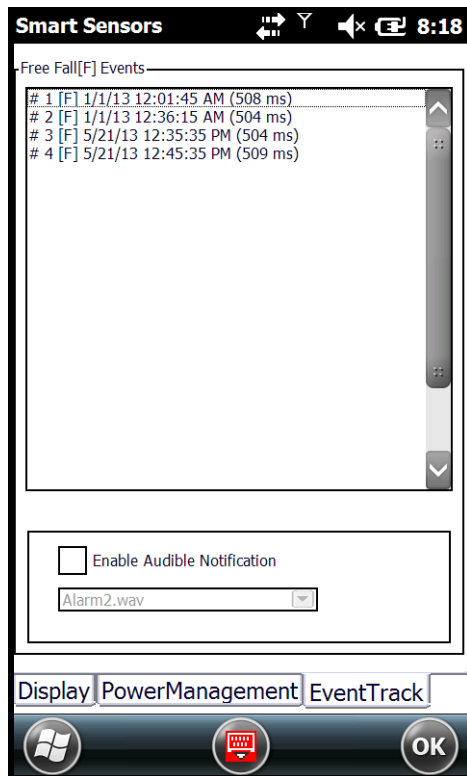 Smart Sensors 8:18
Free Fall[F] Events
# 1 [F] 1/1/13 12:01:45 AM (508 ms)
# 2 [F] 1/1/13 12:36:15 AM (504 ms)
# 3 [F] 5/21/13 12:35:35 PM (504 ms)
# 4 [F] 5/21/13 12:45:35 PM (509 ms)
Enable Audible Notification
Alarm2.wav
Display PowerManagement EventTrack
OK